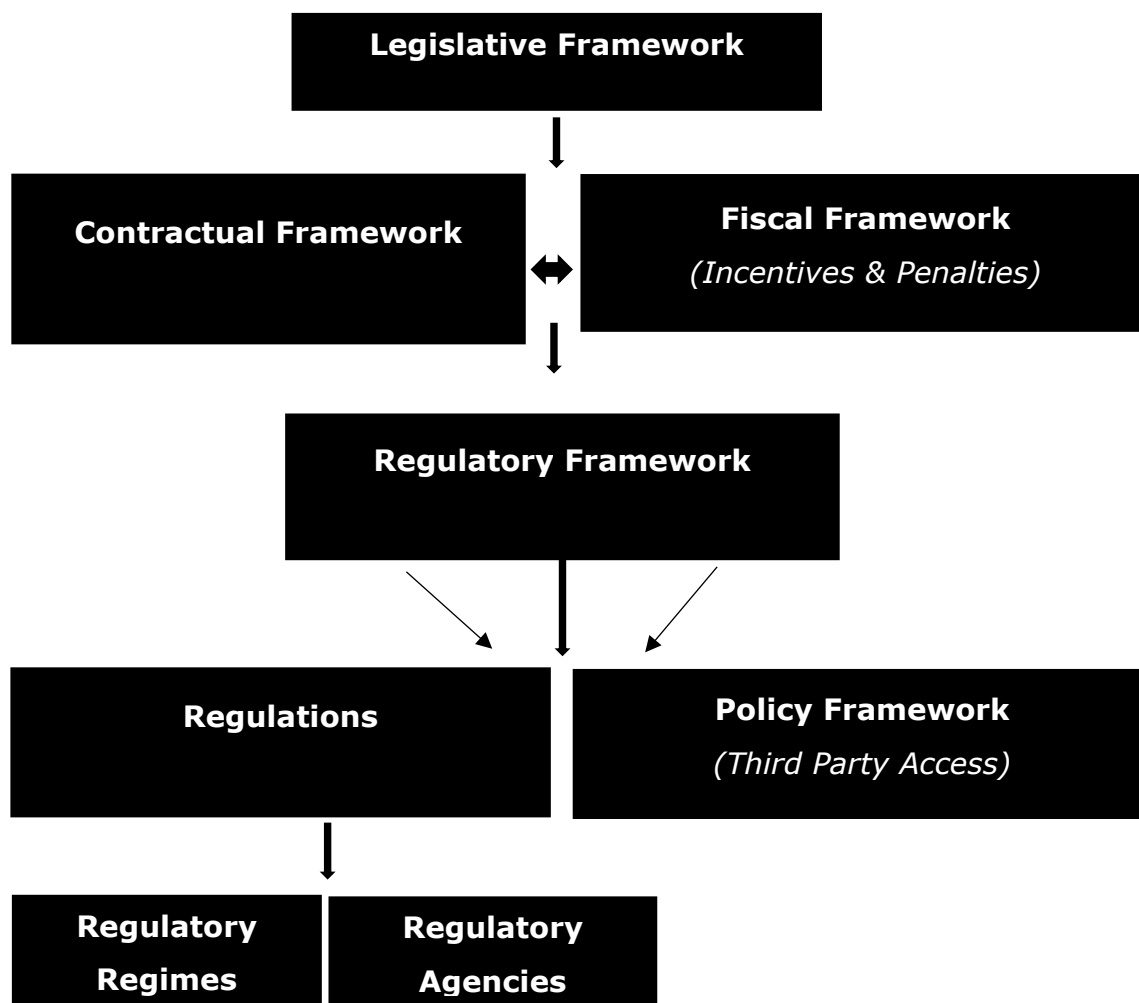 Legislative Framework
Contractual Framework
Fiscal Framework
(Incentives & Penalties)
Regulatory Framework
Regulations
Policy Framework
(Third Party Access)
Regulatory
Regimes
Regulatory
Agencies